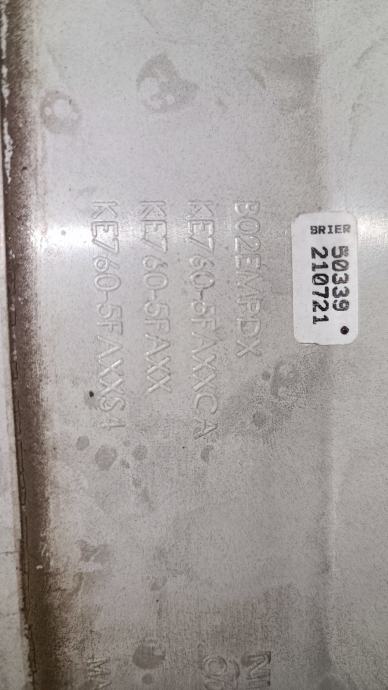 BRIER
50339
210721
B02EMPDX
KE760-5FAXXCA
KE760-5FAXX
KE760-5FAXXS4